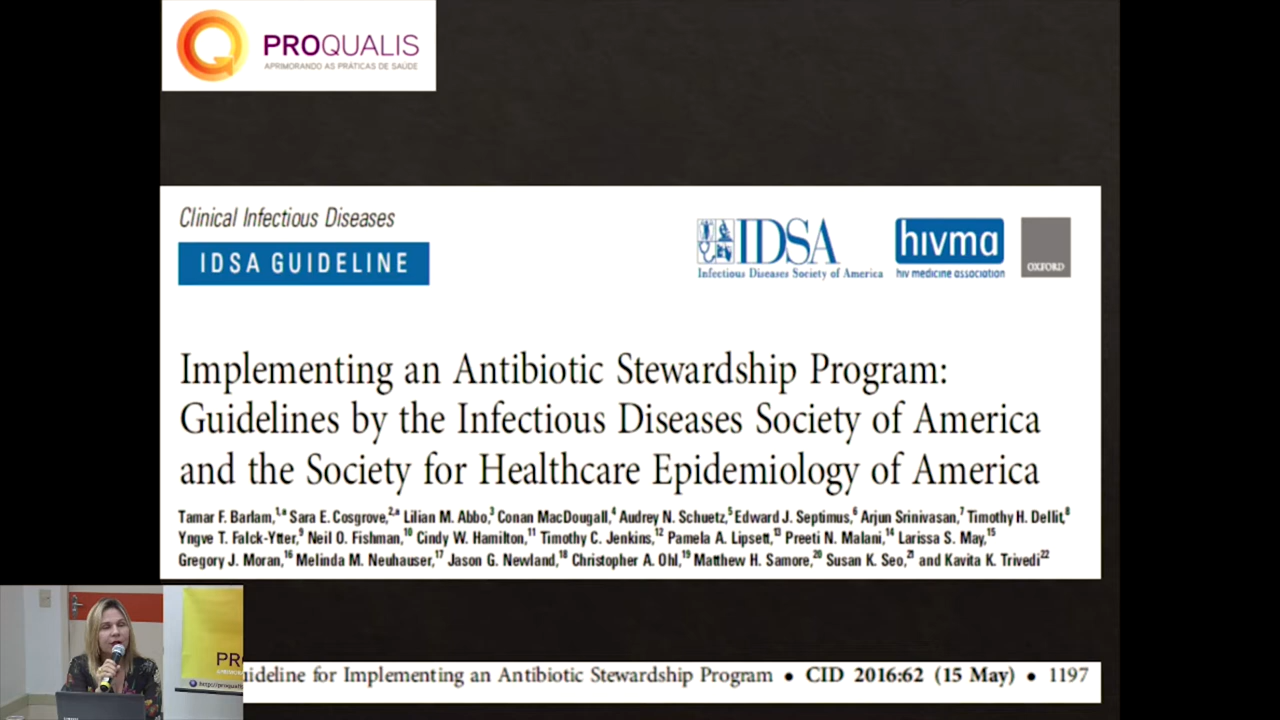 PROQUALIS
APRIMORANDO AS PRÁTICAS DE SAÚDE
Clinical Infectious Diseases
IDSA GUIDELINE
IDSA
Infectious Diseases Society of America
hivma
hiv medicine association
OXFORD
Implementing an Antibiotic Stewardship Program:
Guidelines by the Infectious Diseases Society of America
and the Society for Healthcare Epidemiology of America
Tamar F. Barlam,1,a Sara E. Cosgrove,2,a Lilian M. Abbo,3 Conan MacDougall,4 Audrey N. Schuetz,5 Edward J. Septimus,6 Arjun Srinivasan,7 Timothy H. Dellit,8
Yngve T. Falck-Ytter,9 Neil O. Fishman,10 Cindy W. Hamilton,11 Timothy C. Jenkins,12 Pamela A. Lipsett,13 Preeti N. Malani,14 Larissa S. May,15
Gregory J. Moran,16 Melinda M. Neuhauser,17 Jason G. Newland,18 Christopher A. Ohl,19 Matthew H. Samore,20 Susan K. Seo,21 and Kavita K. Trivedi22
PR
http://proqualis
uideline for Implementing an Antibiotic Stewardship Program • CID 2016:62 (15 May) • 1197